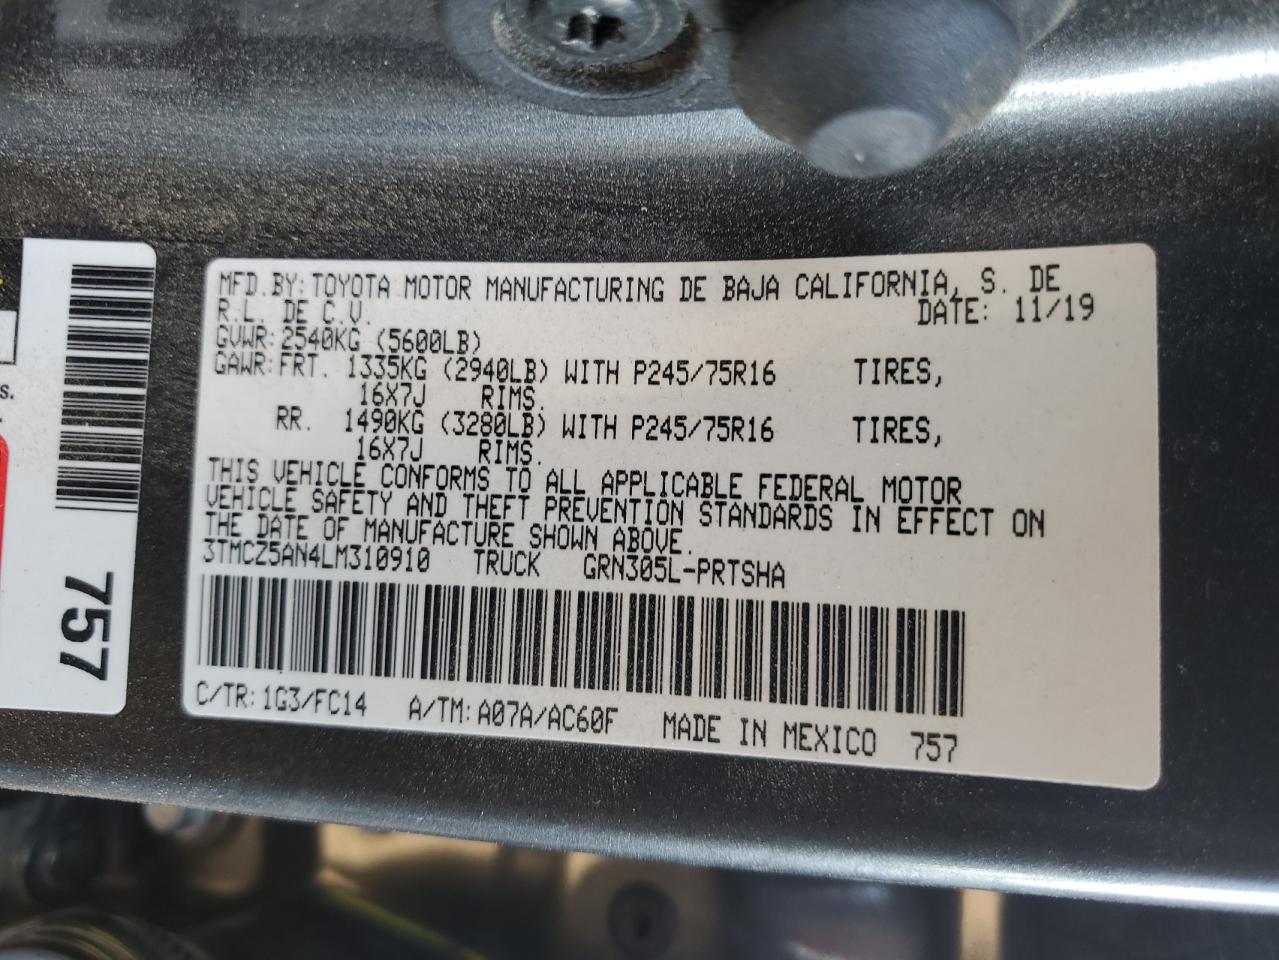 MFD.BY:TOYOTA MOTOR MANUFACTURING DE BAJA CALIFORNIA, S. DE
R.L. DE C.V. DATE: 11/19
GVWR:2540KG (5600LB)
GAWR:FRT. 1335KG (2940LB) WITH P245/75R16 TIRES,
16X7J RIMS.
RR. 1490KG (3280LB) WITH P245/75R16 TIRES,
16X7J RIMS.
THIS VEHICLE CONFORMS TO ALL APPLICABLE FEDERAL MOTOR
VEHICLE SAFETY AND THEFT PREVENTION STANDARDS IN EFFECT ON
THE DATE OF MANUFACTURE SHOWN ABOVE.
3TMCZ5AN4LM310910 TRUCK GRN305L-PRTSHA
C/TR:1G3/FC14 A/TM:A07A/AC60F MADE IN MEXICO 757
s.
757